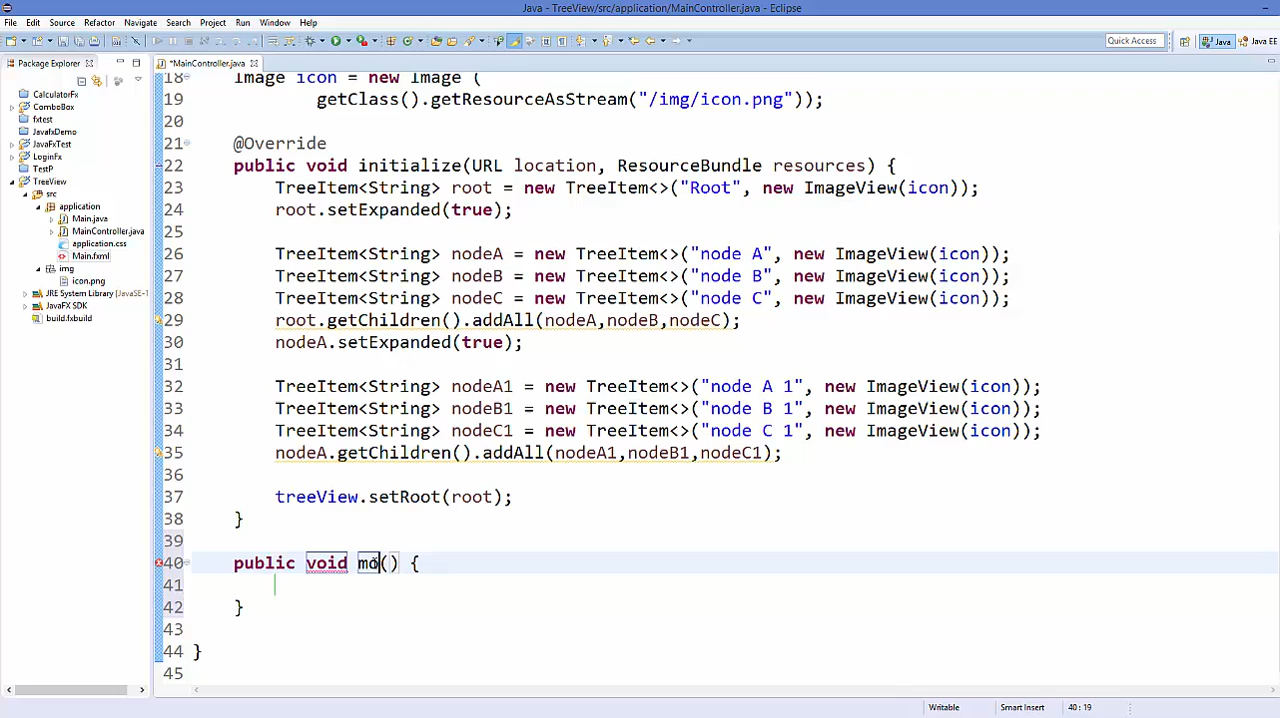 Java - TreeView/src/application/MainController.java - Eclipse
File Edit Source Refactor Navigate Search Project Run Window Help
Quick Access Java Java EE
Package Explorer
CalculatorFx
ComboBox
fxtest
JavafxDemo
JavaFxTest
LoginFx
TestP
TreeView
src
application
Main.java
MainController.java
application.css
Main.fxml
img
icon.png
JRE System Library [JavaSE-1
JavaFX SDK
build.fxbuild
*MainController.java
18 Image icon = new Image (
19 getClass().getResourceAsStream("/img/icon.png"));
20
21 @Override
22 public void initialize(URL location, ResourceBundle resources) {
23 TreeItem<String> root = new TreeItem<>("Root", new ImageView(icon));
24 root.setExpanded(true);
25
26 TreeItem<String> nodeA = new TreeItem<>("node A", new ImageView(icon));
27 TreeItem<String> nodeB = new TreeItem<>("node B", new ImageView(icon));
28 TreeItem<String> nodeC = new TreeItem<>("node C", new ImageView(icon));
29 root.getChildren().addAll(nodeA,nodeB,nodeC);
30 nodeA.setExpanded(true);
31
32 TreeItem<String> nodeA1 = new TreeItem<>("node A 1", new ImageView(icon));
33 TreeItem<String> nodeB1 = new TreeItem<>("node B 1", new ImageView(icon));
34 TreeItem<String> nodeC1 = new TreeItem<>("node C 1", new ImageView(icon));
35 nodeA.getChildren().addAll(nodeA1,nodeB1,nodeC1);
36
37 treeView.setRoot(root);
38 }
39
40 public void mo() {
41
42 }
43
44 }
45
Writable Smart Insert 40 : 19